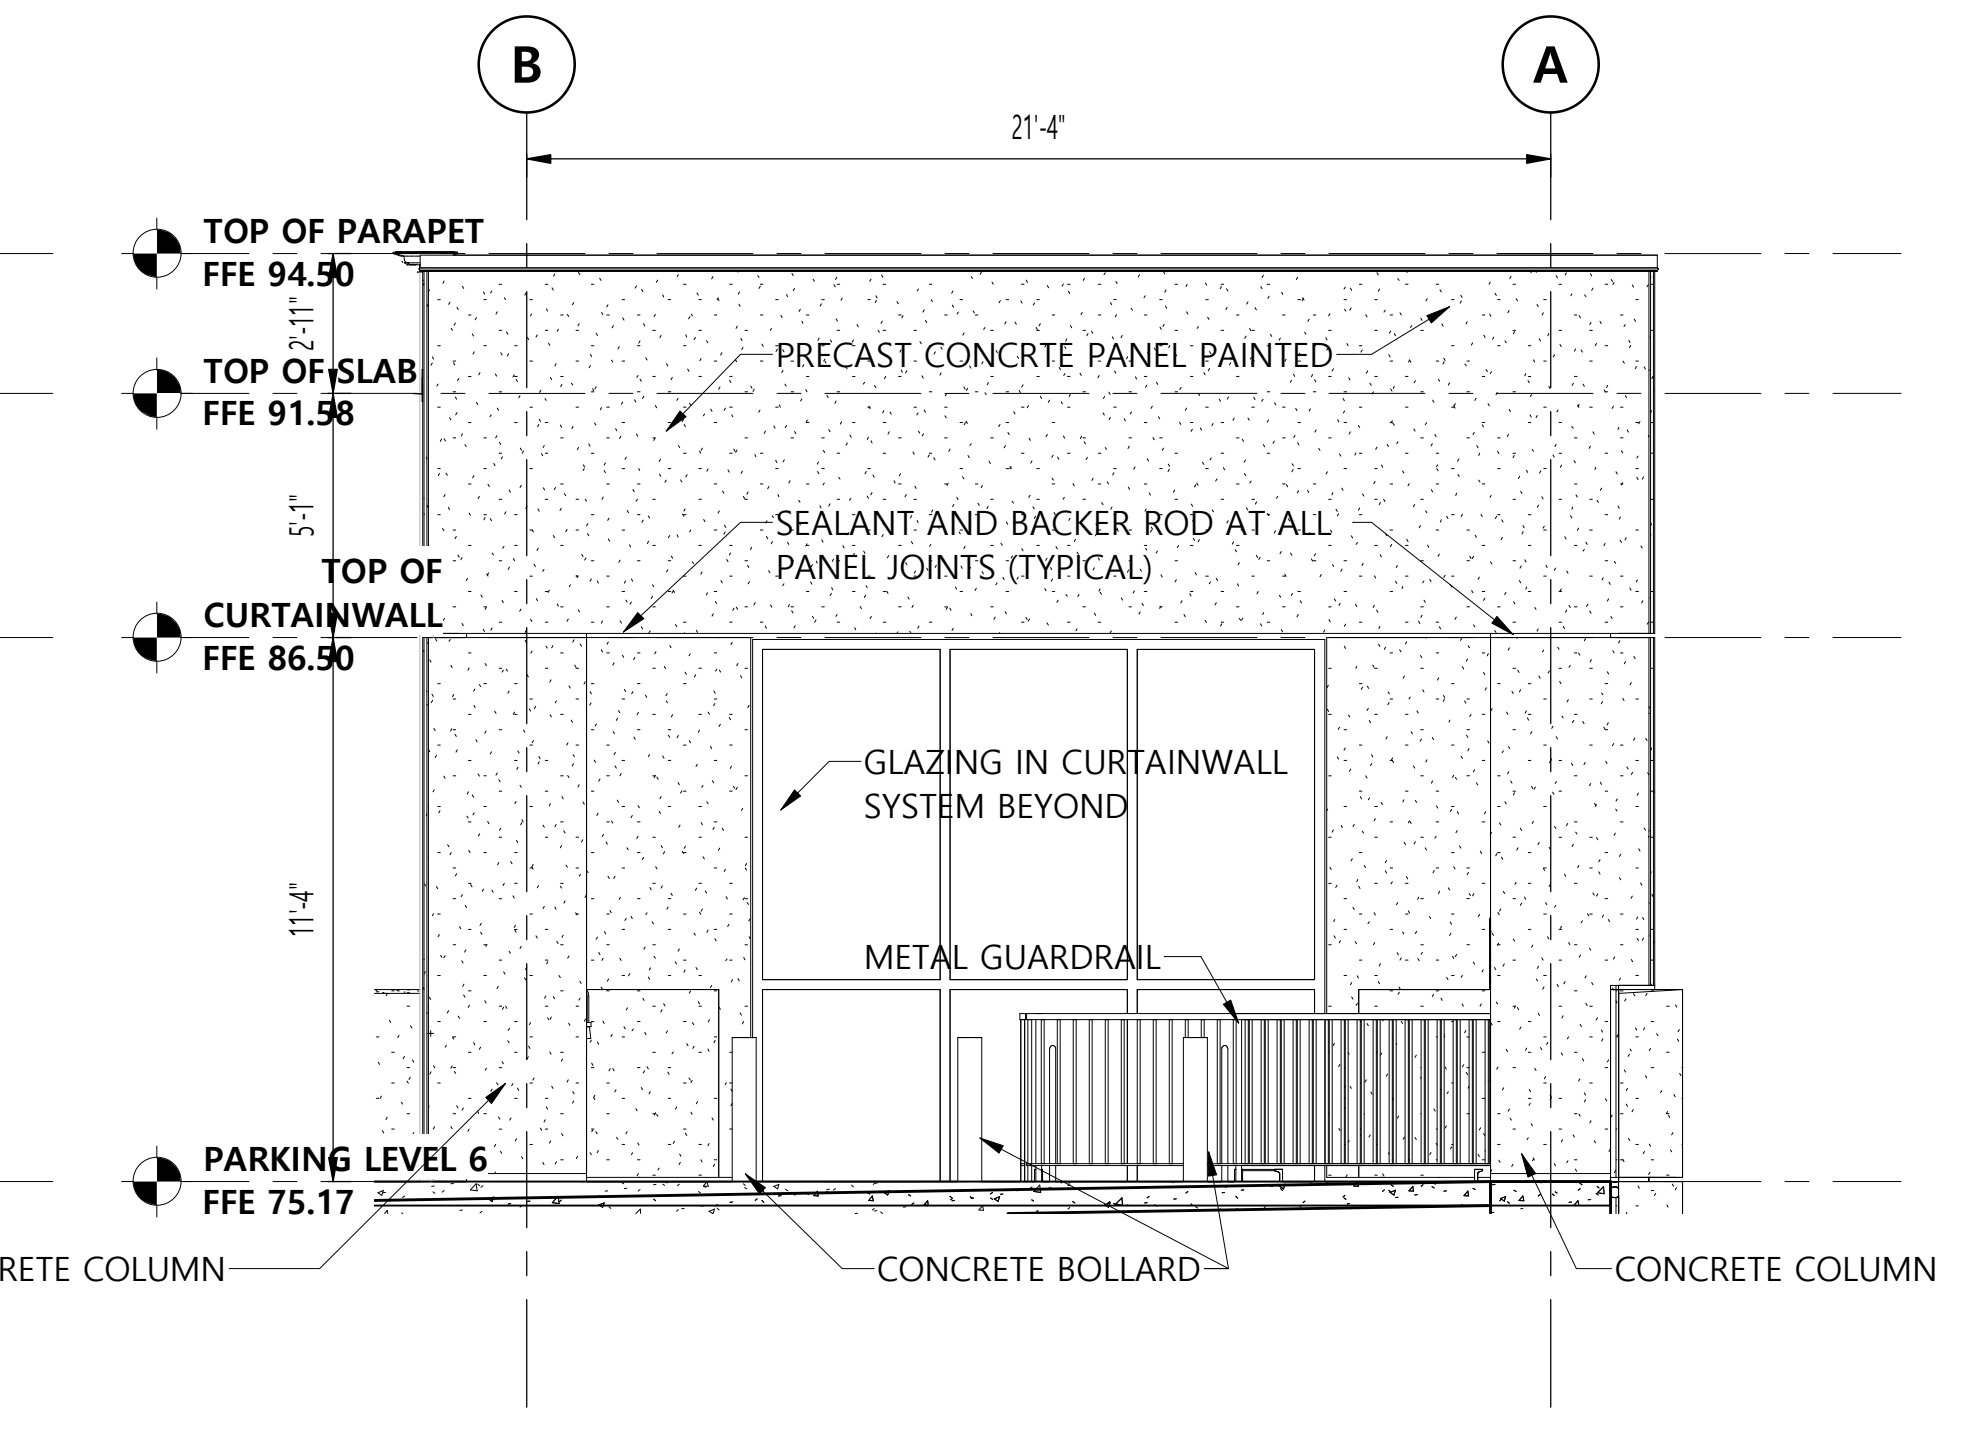 B
A
21'-4"
TOP OF PARAPET
FFE 94.50
2'-11"
TOP OF SLAB
FFE 91.58
PRECAST CONCRTE PANEL PAINTED
5'-1"
SEALANT AND BACKER ROD AT ALL
PANEL JOINTS (TYPICAL)
TOP OF
CURTAINWALL
FFE 86.50
GLAZING IN CURTAINWALL
SYSTEM BEYOND
11'-4"
METAL GUARDRAIL
PARKING LEVEL 6
FFE 75.17
RETE COLUMN
CONCRETE BOLLARD
CONCRETE COLUMN